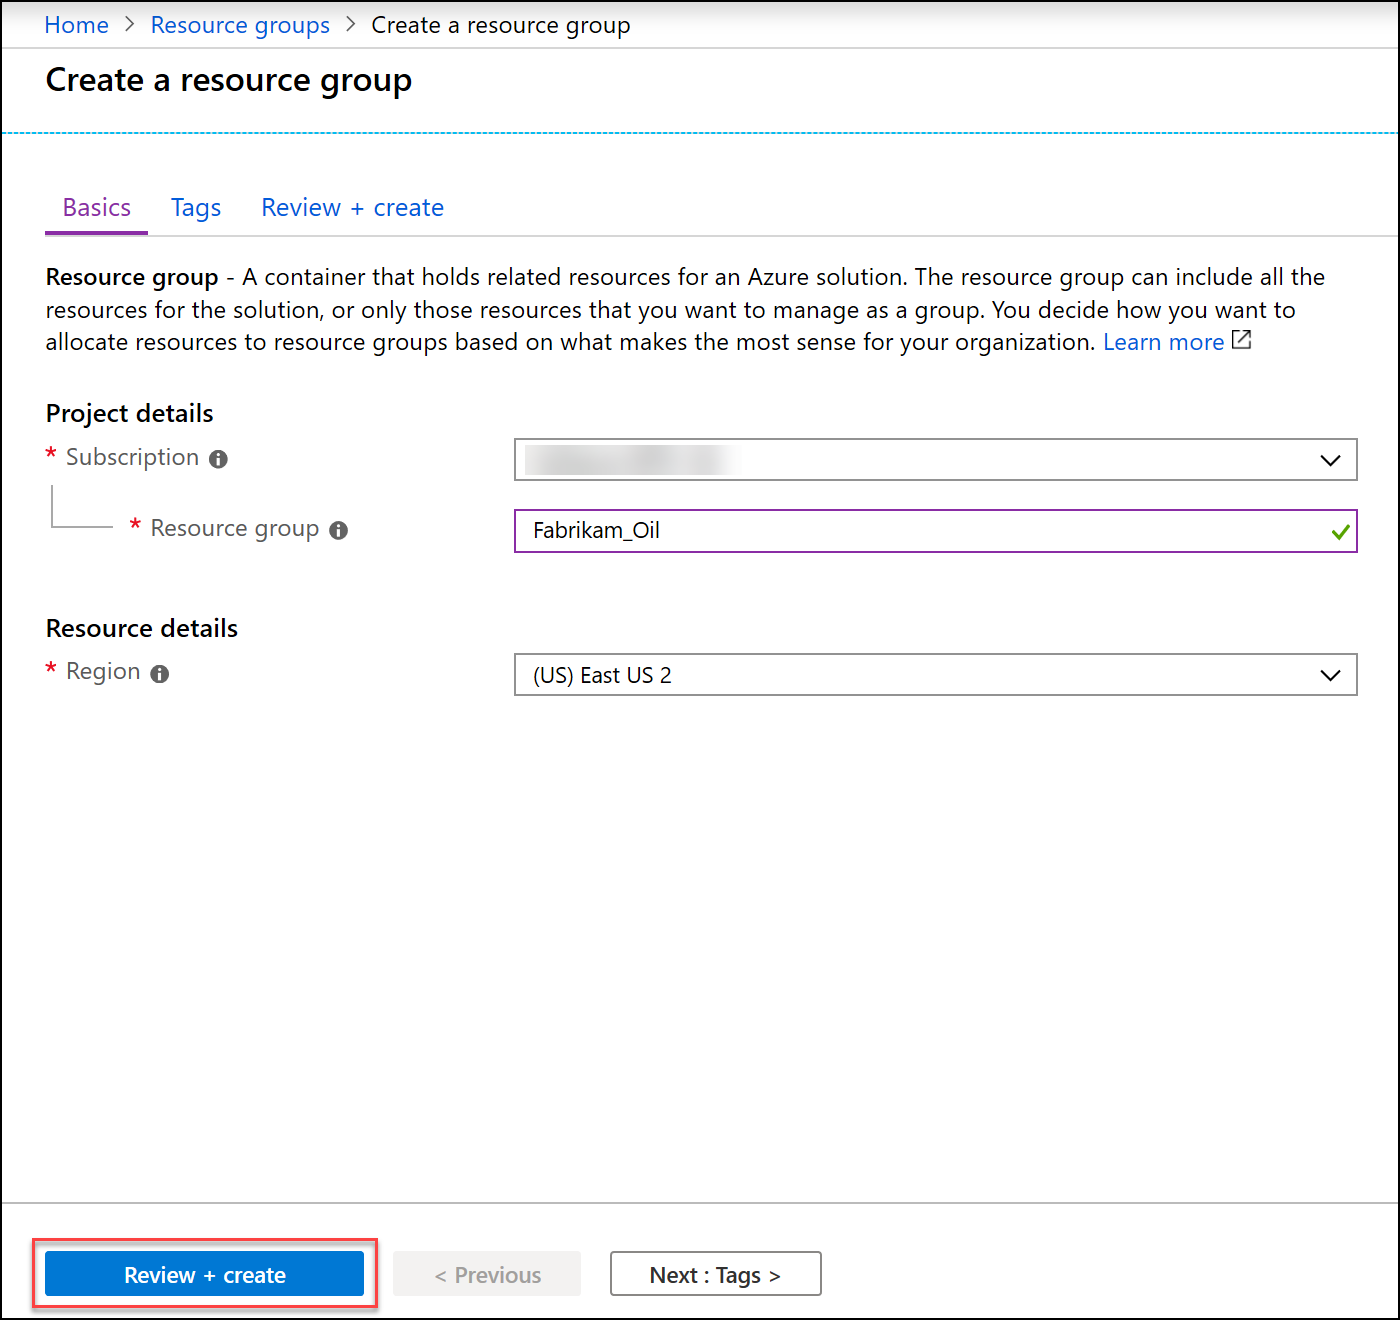 Home > Resource groups > Create a resource group
Create a resource group
Basics Tags Review + create
Resource group - A container that holds related resources for an Azure solution. The resource group can include all the
resources for the solution, or only those resources that you want to manage as a group. You decide how you want to
allocate resources to resource groups based on what makes the most sense for your organization. Learn more
Project details
* Subscription
* Resource group Fabrikam_Oil
Resource details
* Region (US) East US 2
Review + create < Previous Next : Tags >